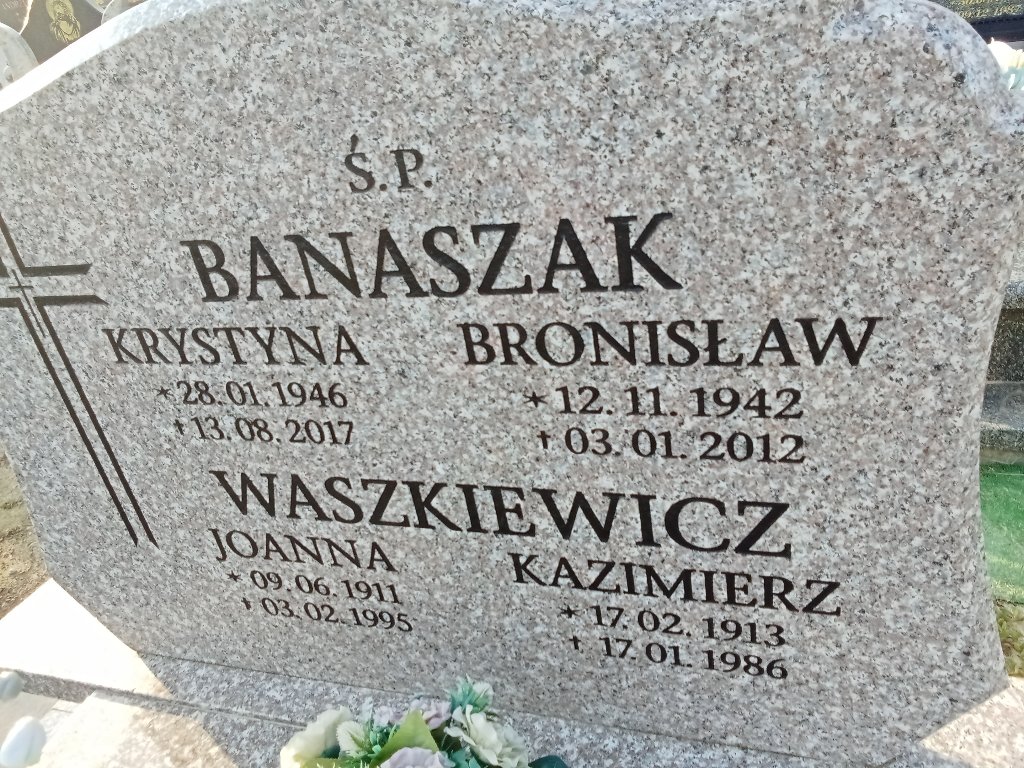 Ś.P.
BANASZAK
KRYSTYNA BRONISŁAW
* 28.01.1946 * 12.11.1942
† 13.08.2017 † 03.01.2012
WASZKIEWICZ
JOANNA KAZIMIERZ
* 09.06.1911 * 17.02.1913
† 03.02.1995 † 17.01.1986